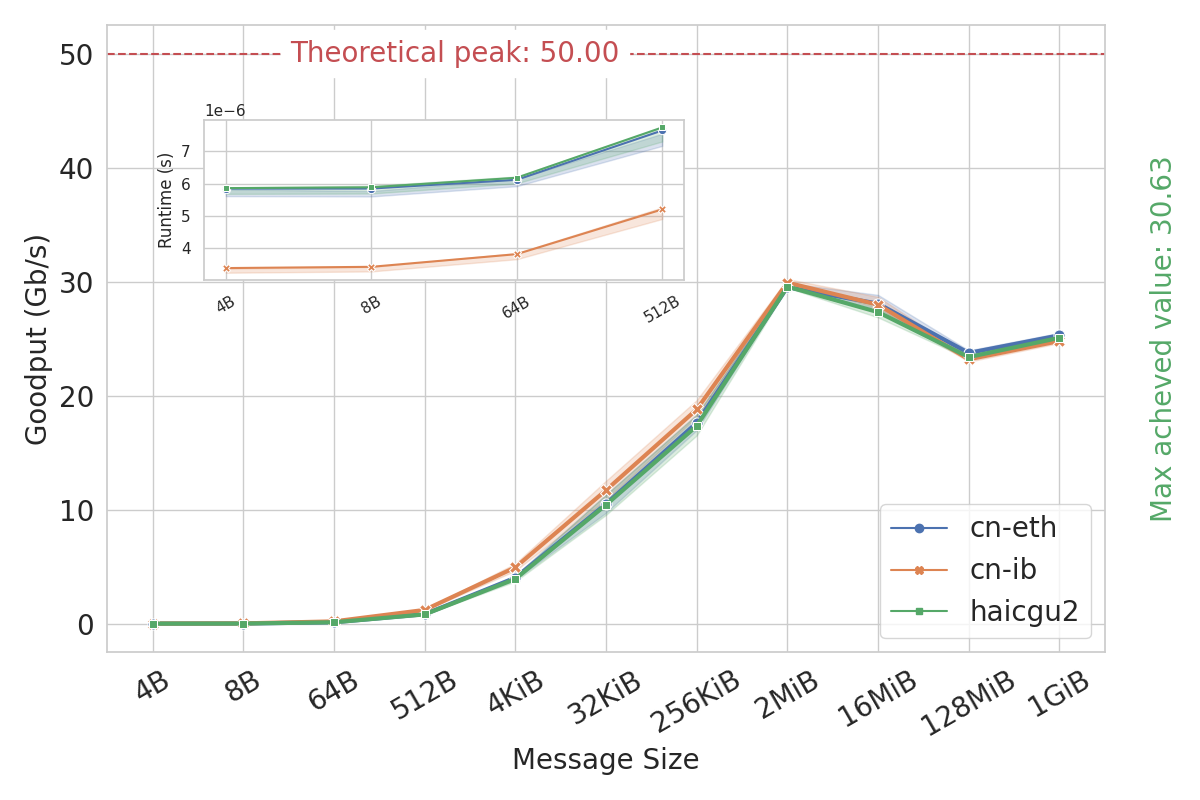 Theoretical peak: 50.00
50
40
30
20
10
0
Goodput (Gb/s)
1e−6
7
6
5
4
Runtime (s)
4B
8B
64B
512B
Max acheved value: 30.63
cn-eth
cn-ib
haicgu2
4B
8B
64B
512B
4KiB
32KiB
256KiB
2MiB
16MiB
128MiB
1GiB
Message Size